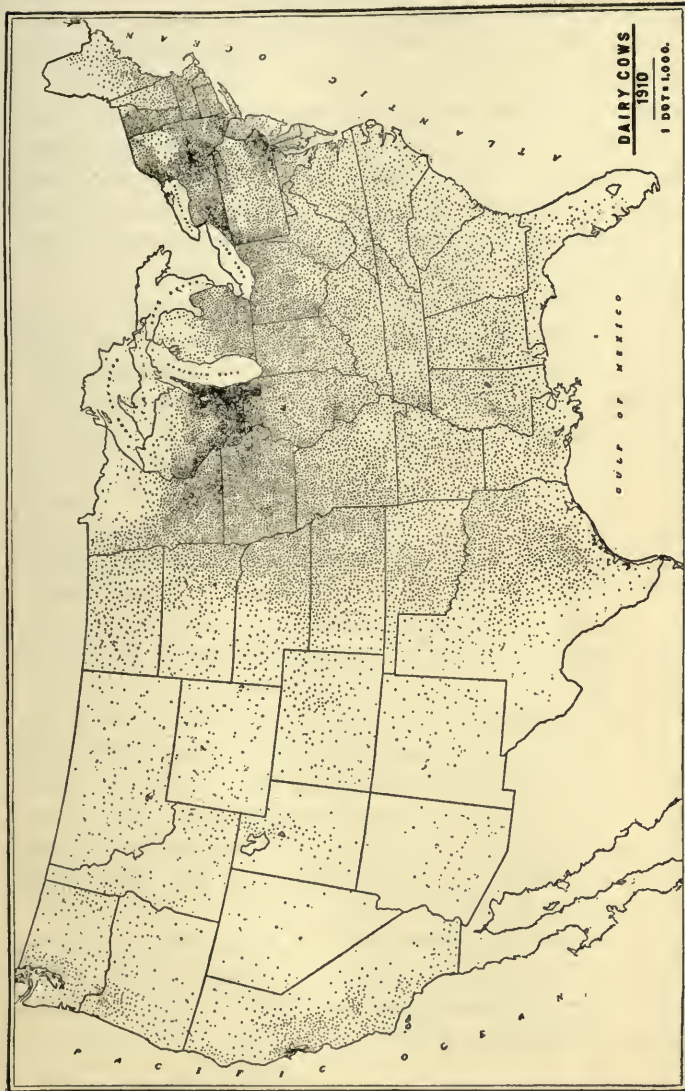 PACIFIC OCEAN
ATLANTIC OCEAN
GULF OF MEXICO
DAIRY COWS
1910
1 DOT = 1,000.